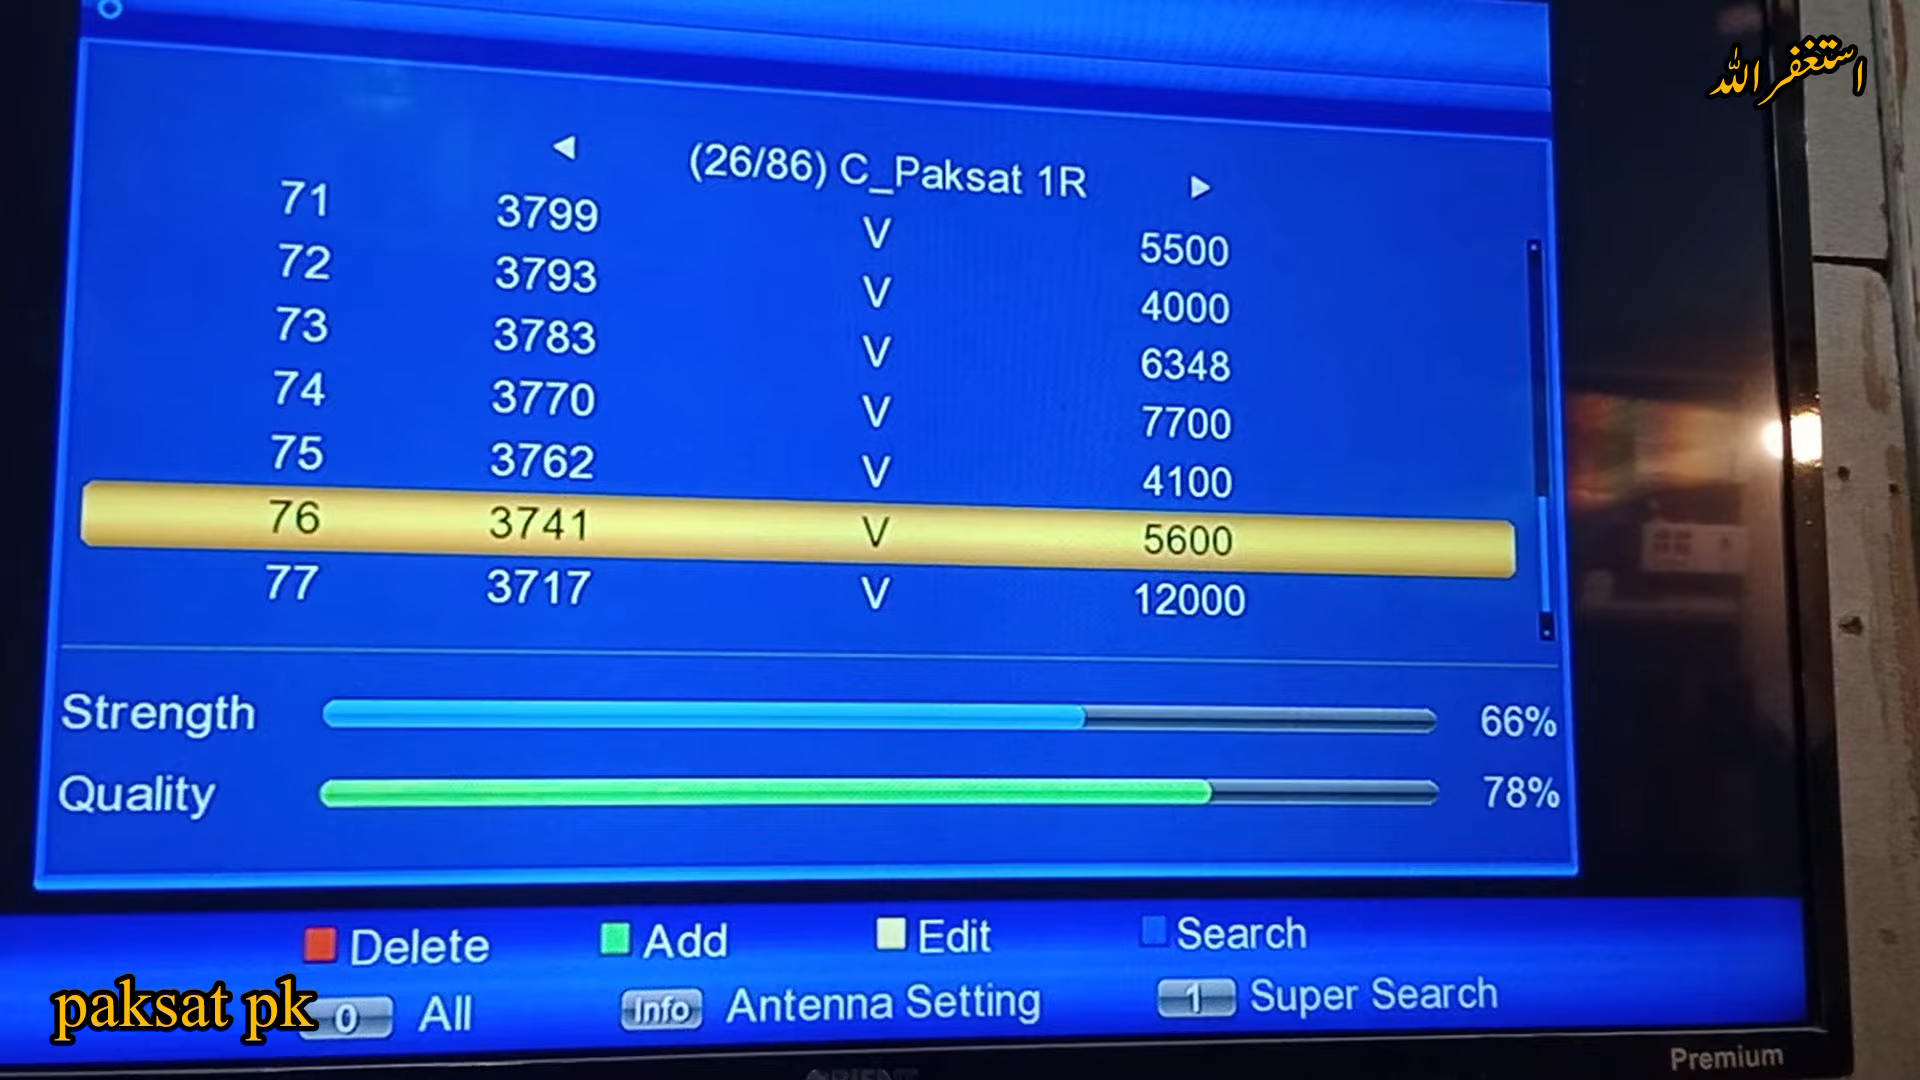 استغفر الله
(26/86) C_Paksat 1R
71 3799 V 5500
72 3793 V 4000
73 3783 V 6348
74 3770 V 7700
75 3762 V 4100
76 3741 V 5600
77 3717 V 12000
Strength 66%
Quality 78%
Delete Add Edit Search
0 All Info Antenna Setting 1 Super Search
paksat pk
Premium